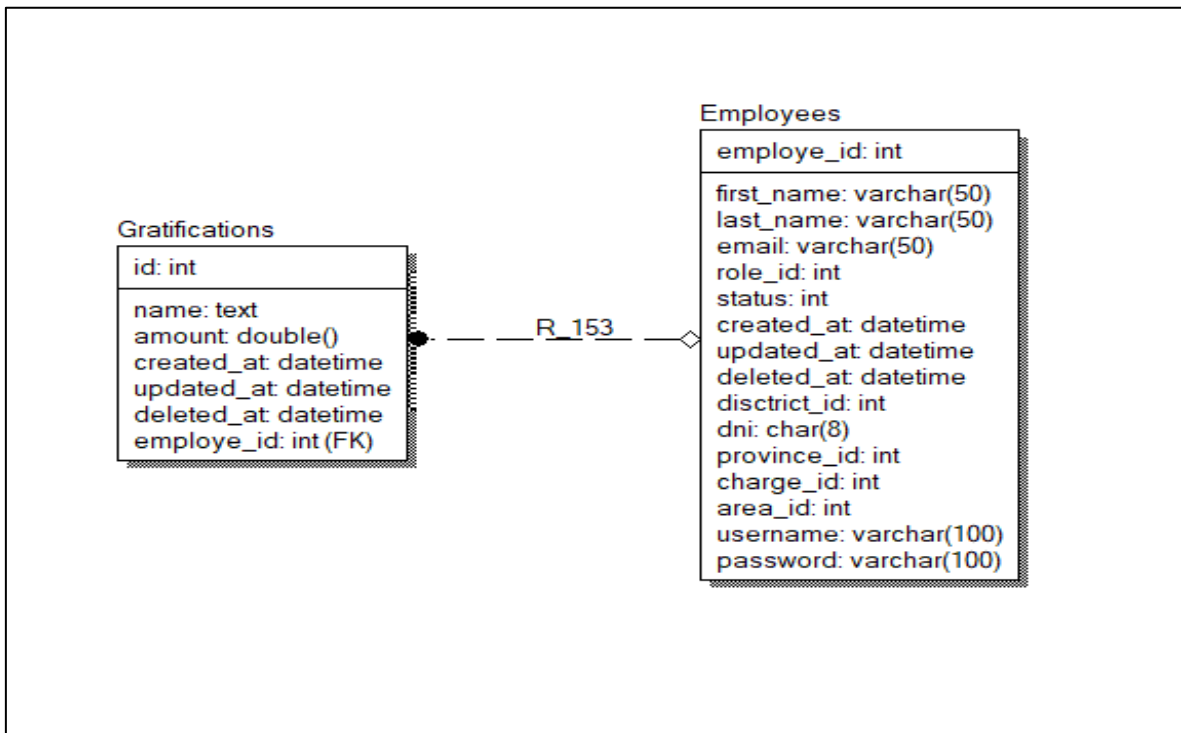 Employees
employe_id: int
first_name: varchar(50)
last_name: varchar(50)
email: varchar(50)
role_id: int
status: int
created_at: datetime
updated_at: datetime
deleted_at: datetime
disctrict_id: int
dni: char(8)
province_id: int
charge_id: int
area_id: int
username: varchar(100)
password: varchar(100)
Gratifications
id: int
name: text
amount: double()
created_at: datetime
updated_at: datetime
deleted_at: datetime
employe_id: int (FK)
R_153